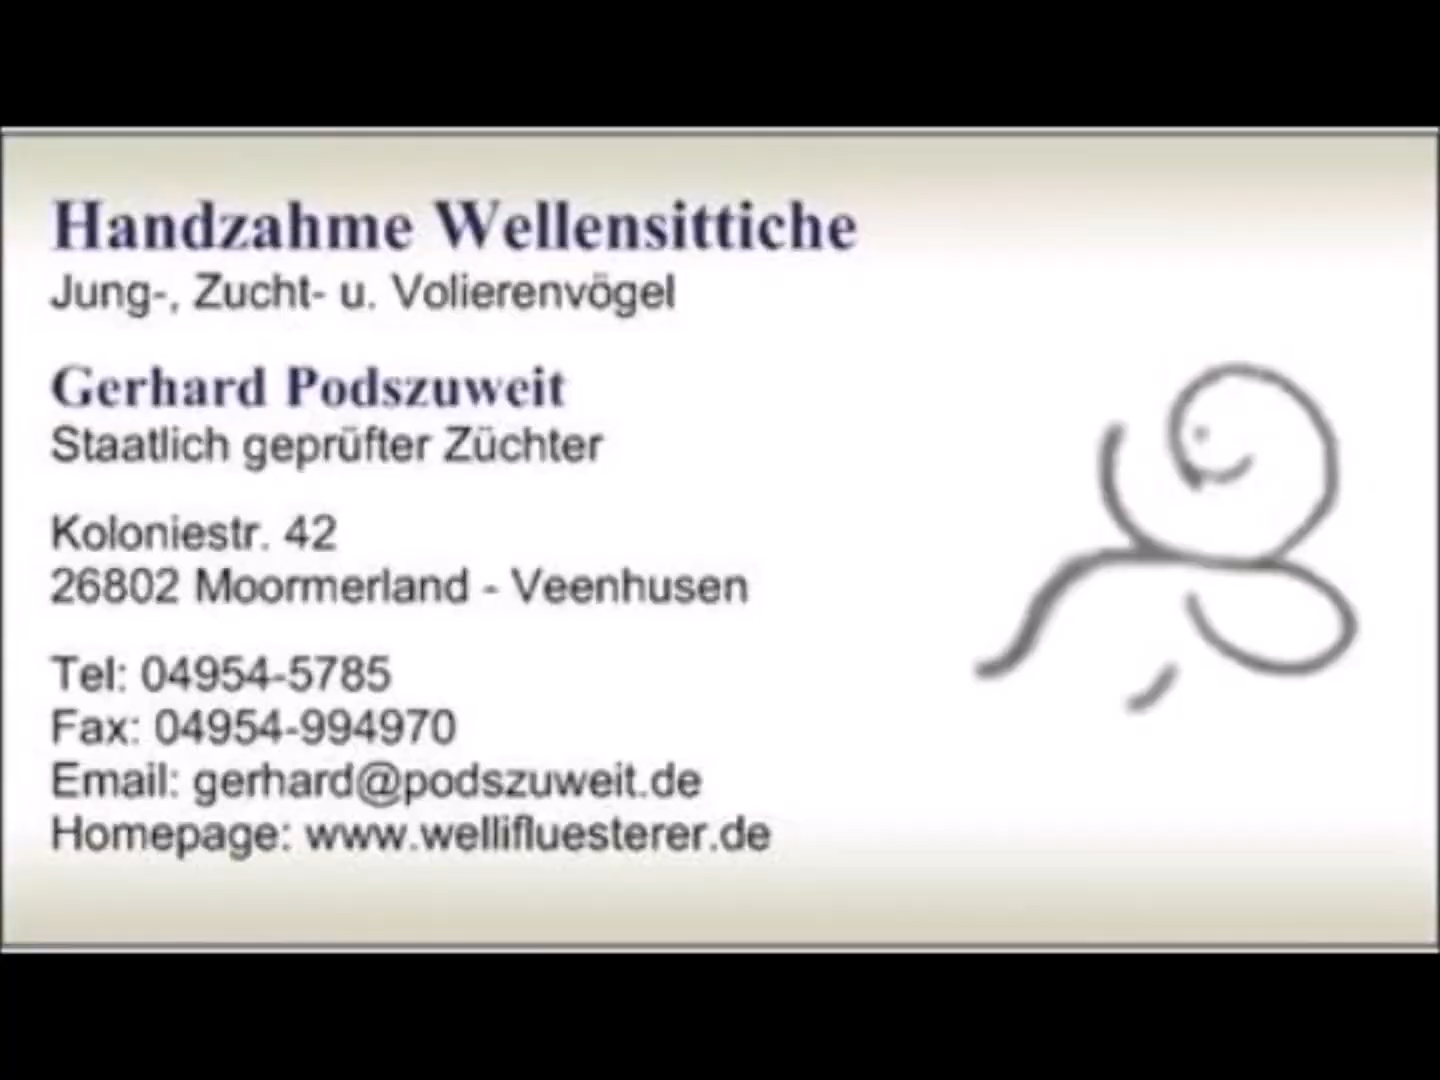 Handzahme Wellensittiche
Jung-, Zucht- u. Volierenvögel
Gerhard Podszuweit
Staatlich geprüfter Züchter
Koloniestr. 42
26802 Moormerland - Veenhusen
Tel: 04954-5785
Fax: 04954-994970
Email: gerhard@podszuweit.de
Homepage: www.wellifluesterer.de